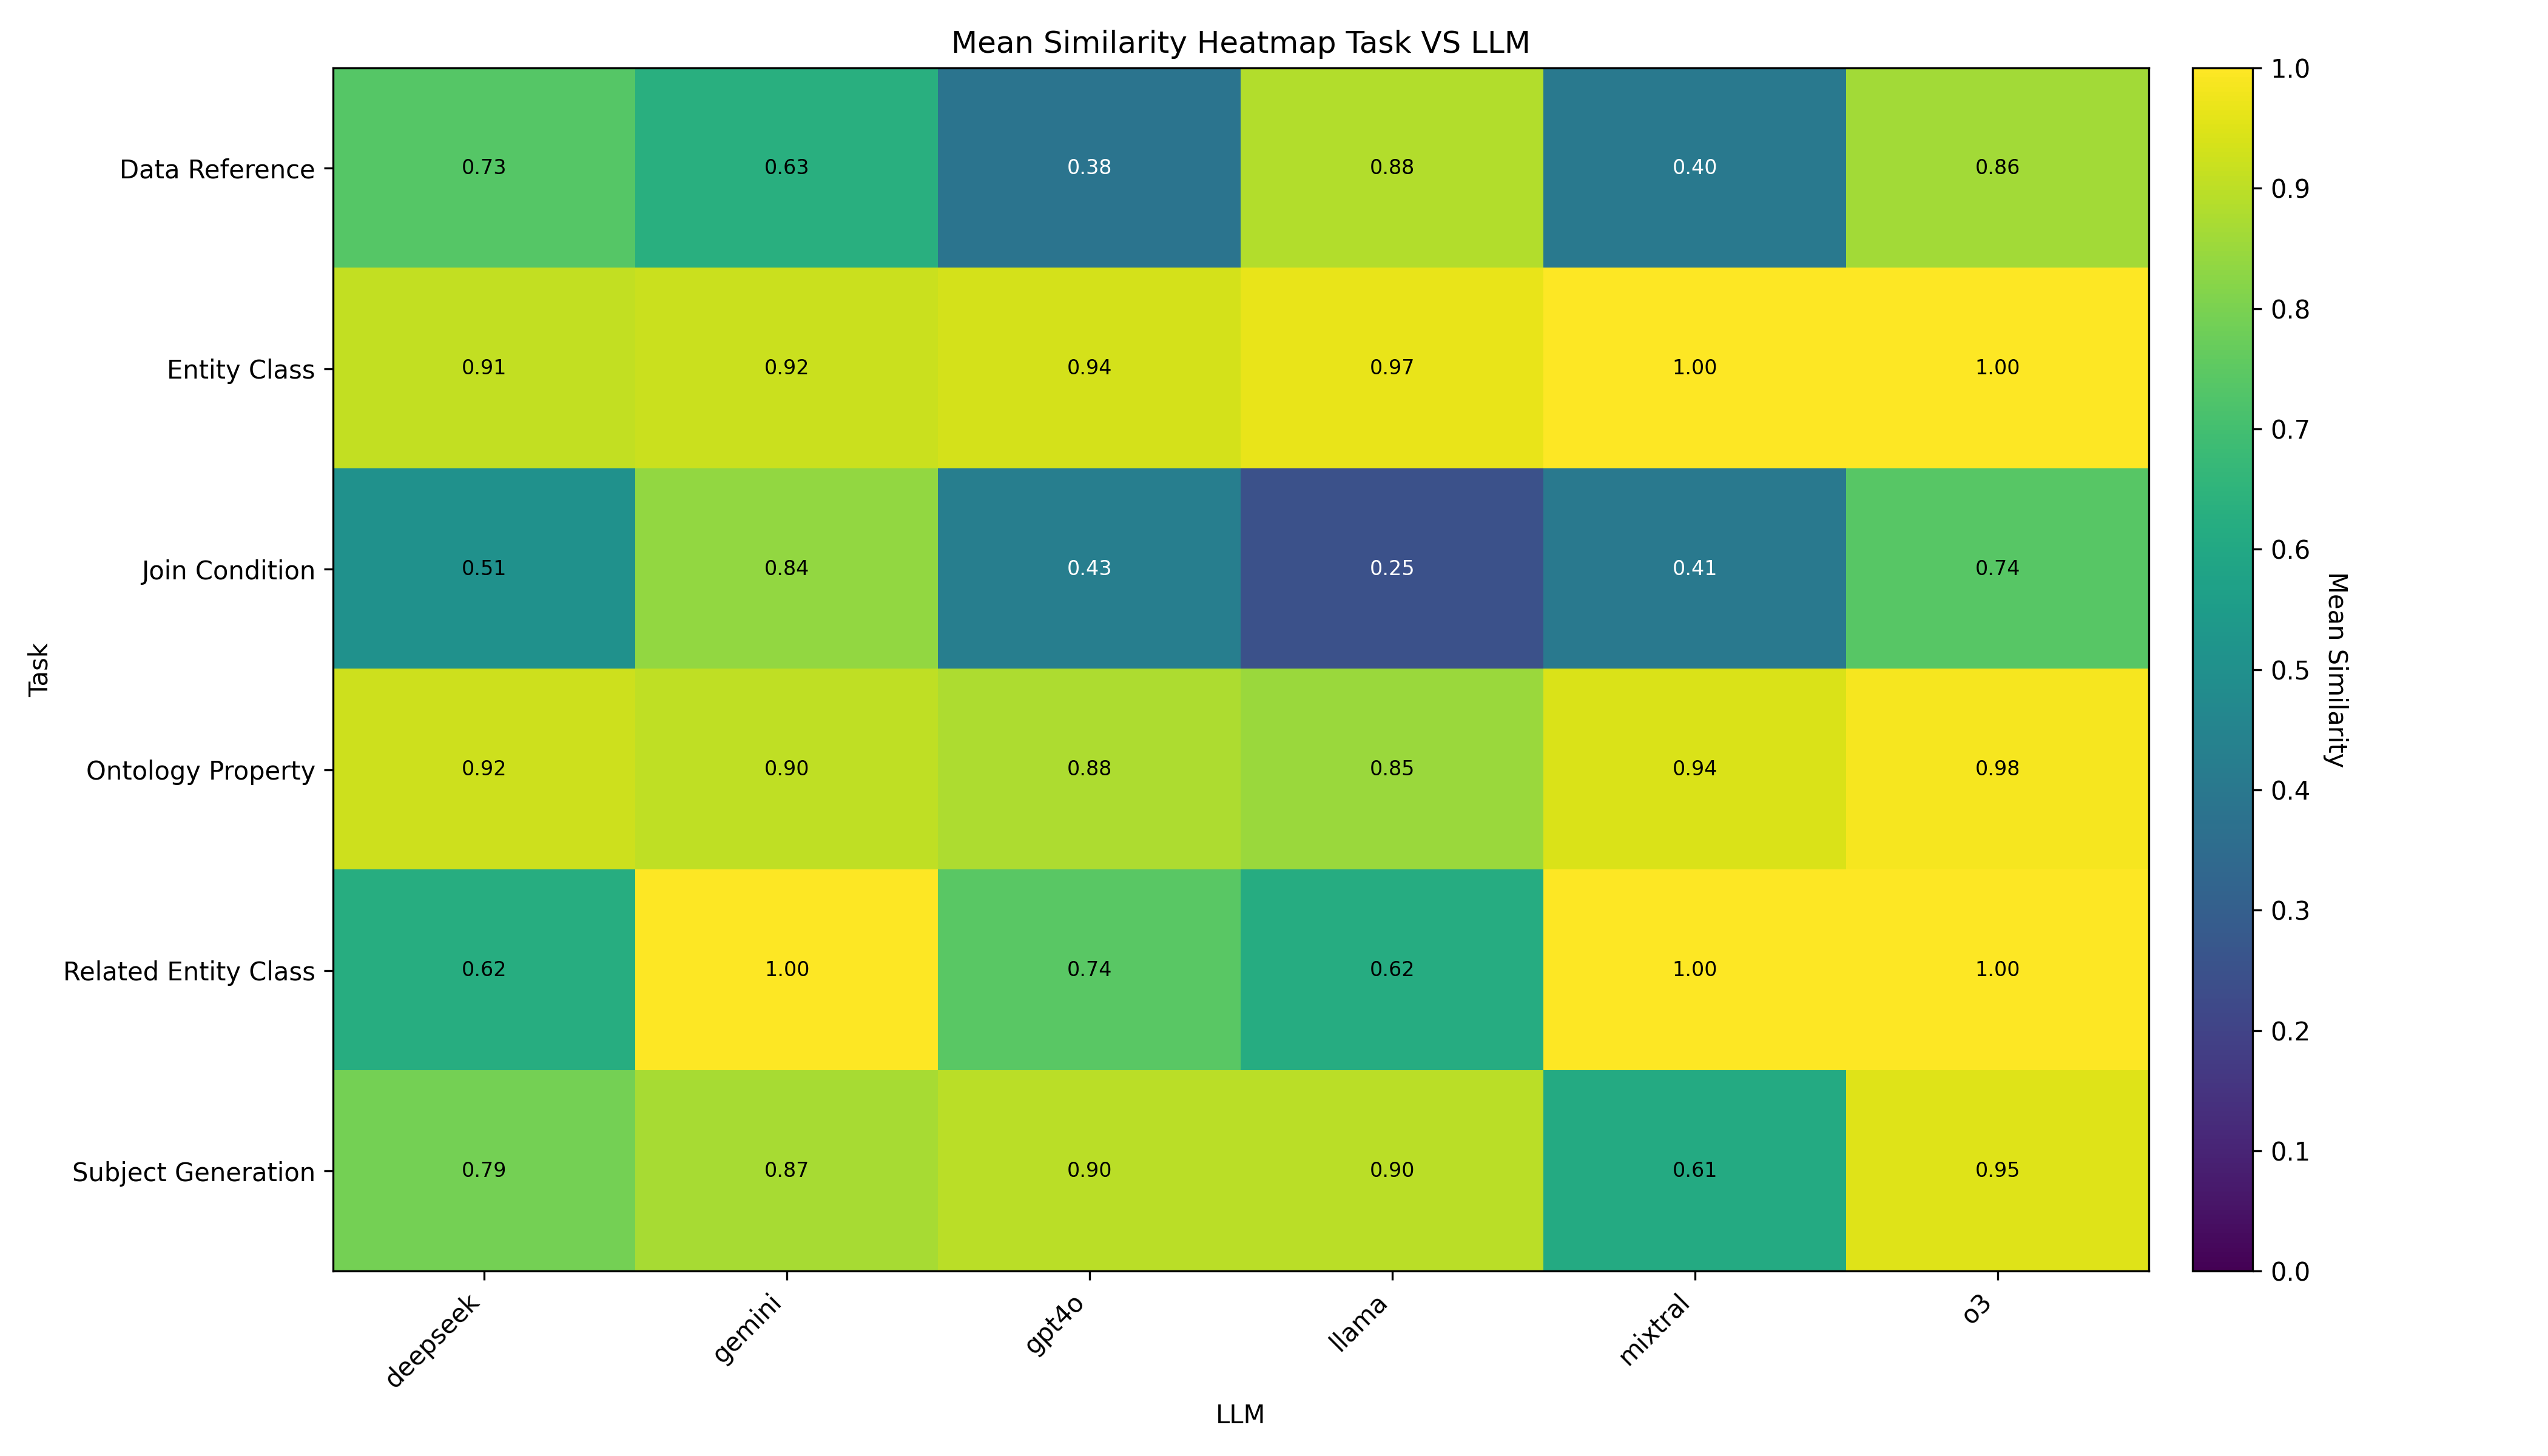 Mean Similarity Heatmap Task VS LLM
Data Reference 0.73 0.63 0.38 0.88 0.40 0.86
Entity Class 0.91 0.92 0.94 0.97 1.00 1.00
Join Condition 0.51 0.84 0.43 0.25 0.41 0.74
Ontology Property 0.92 0.90 0.88 0.85 0.94 0.98
Related Entity Class 0.62 1.00 0.74 0.62 1.00 1.00
Subject Generation 0.79 0.87 0.90 0.90 0.61 0.95
Task
deepseek gemini gpt4o llama mixtral o3
LLM
1.0
0.9
0.8
0.7
0.6
0.5
0.4
0.3
0.2
0.1
0.0
Mean Similarity